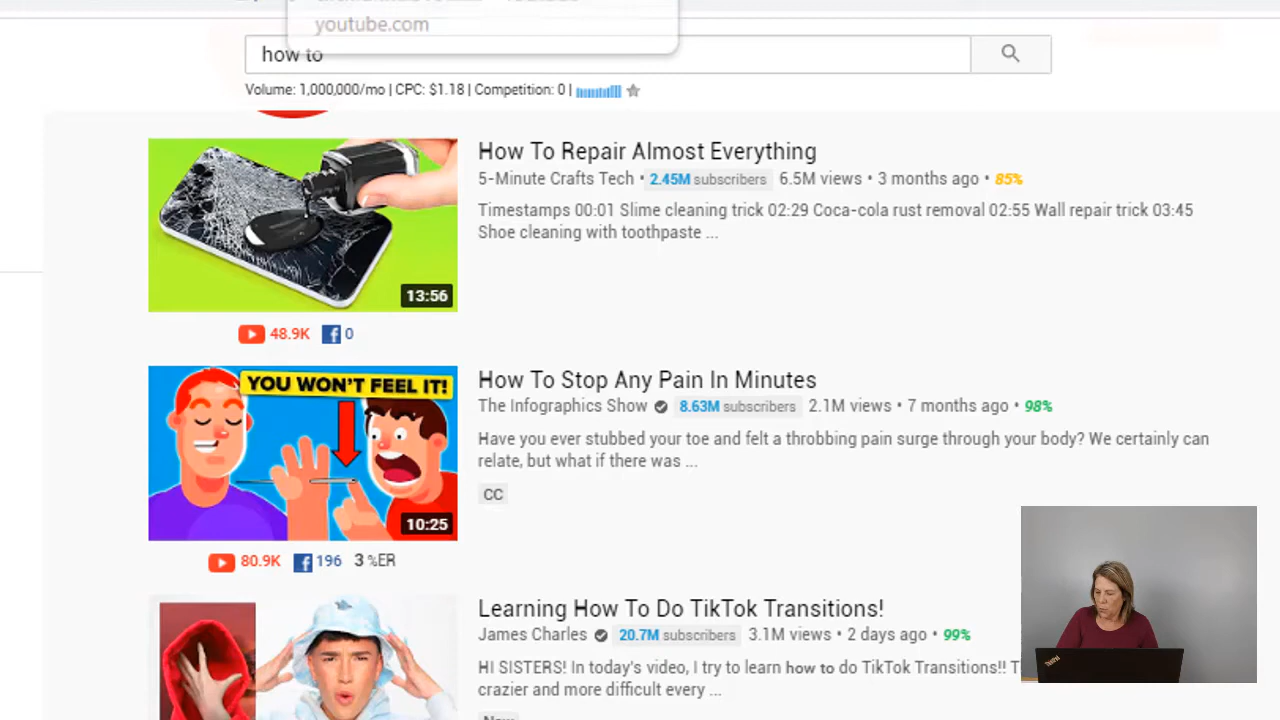 youtube.com
how to
Volume: 1,000,000/mo | CPC: $1.18 | Competition: 0 |
How To Repair Almost Everything
5-Minute Crafts Tech • 2.45M subscribers 6.5M views • 3 months ago • 85%
Timestamps 00:01 Slime cleaning trick 02:29 Coca-cola rust removal 02:55 Wall repair trick 03:45
Shoe cleaning with toothpaste ...
13:56
48.9K 0
YOU WON'T FEEL IT!
How To Stop Any Pain In Minutes
The Infographics Show 8.63M subscribers 2.1M views • 7 months ago • 98%
Have you ever stubbed your toe and felt a throbbing pain surge through your body? We certainly can
relate, but what if there was ...
CC
10:25
80.9K 196 3 %ER
Learning How To Do TikTok Transitions!
James Charles 20.7M subscribers 3.1M views • 2 days ago • 99%
HI SISTERS! In today's video, I try to learn how to do TikTok Transitions!!
crazier and more difficult every ...
ThinkPad